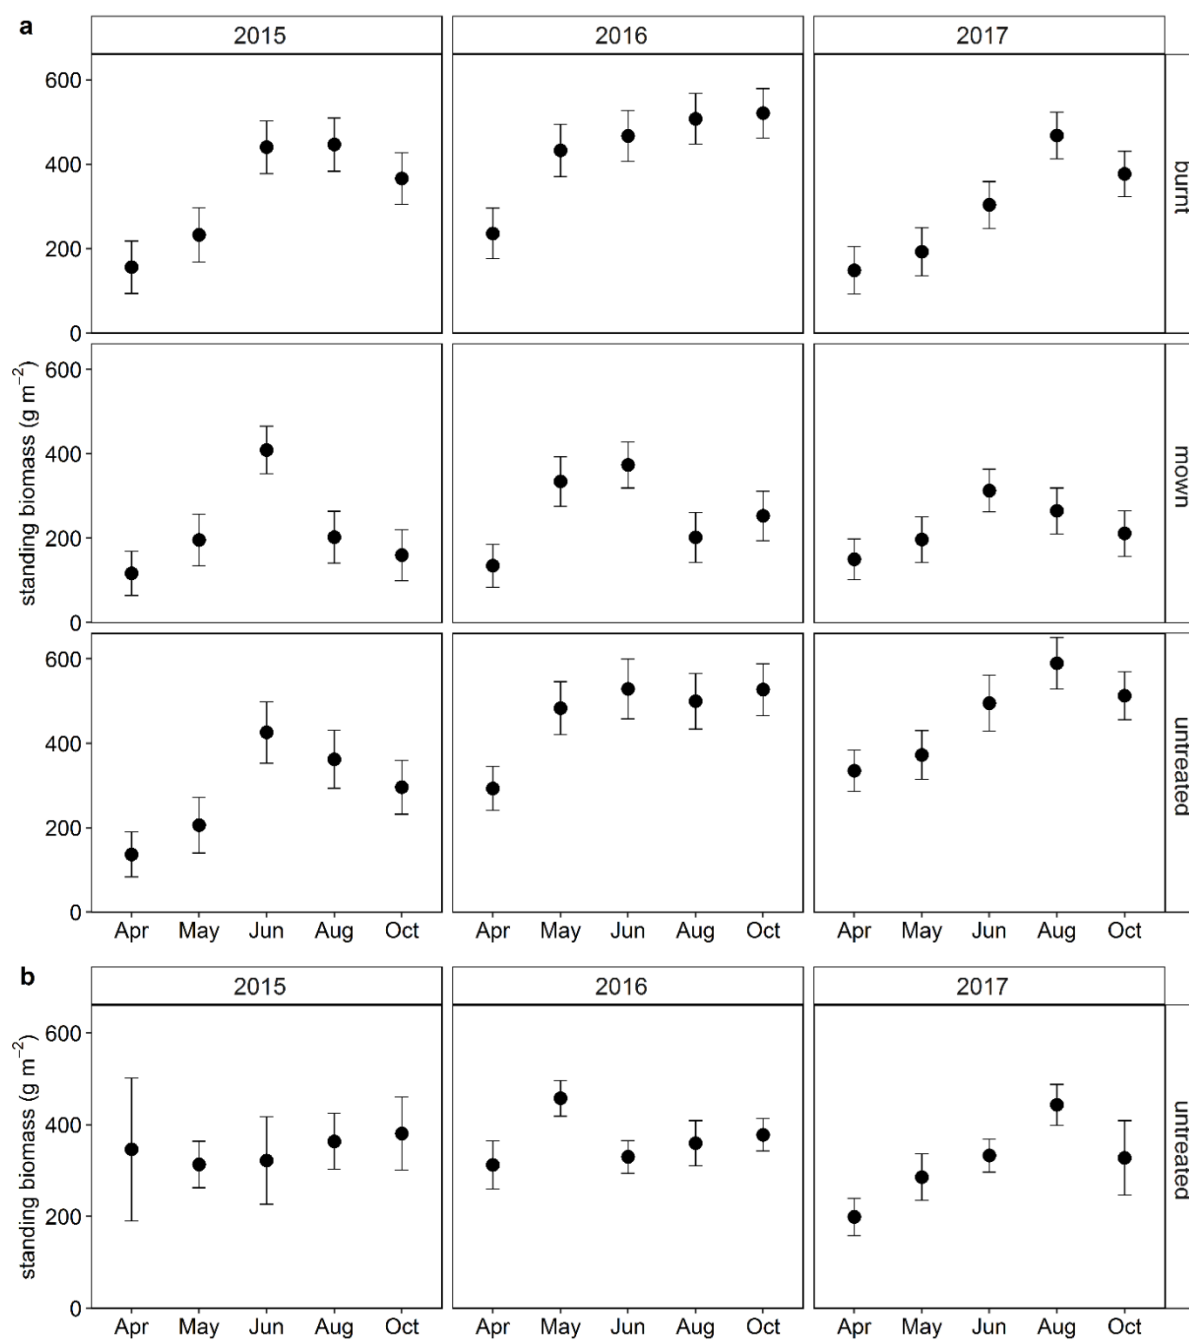 a
2015 2016 2017
600
400
200
0
burnt
600
400
200
0
mown
standing biomass (g m⁻²)
600
400
200
0
untreated
Apr May Jun Aug Oct Apr May Jun Aug Oct Apr May Jun Aug Oct
b
2015 2016 2017
600
400
200
0
standing biomass (g m⁻²)
untreated
Apr May Jun Aug Oct Apr May Jun Aug Oct Apr May Jun Aug Oct